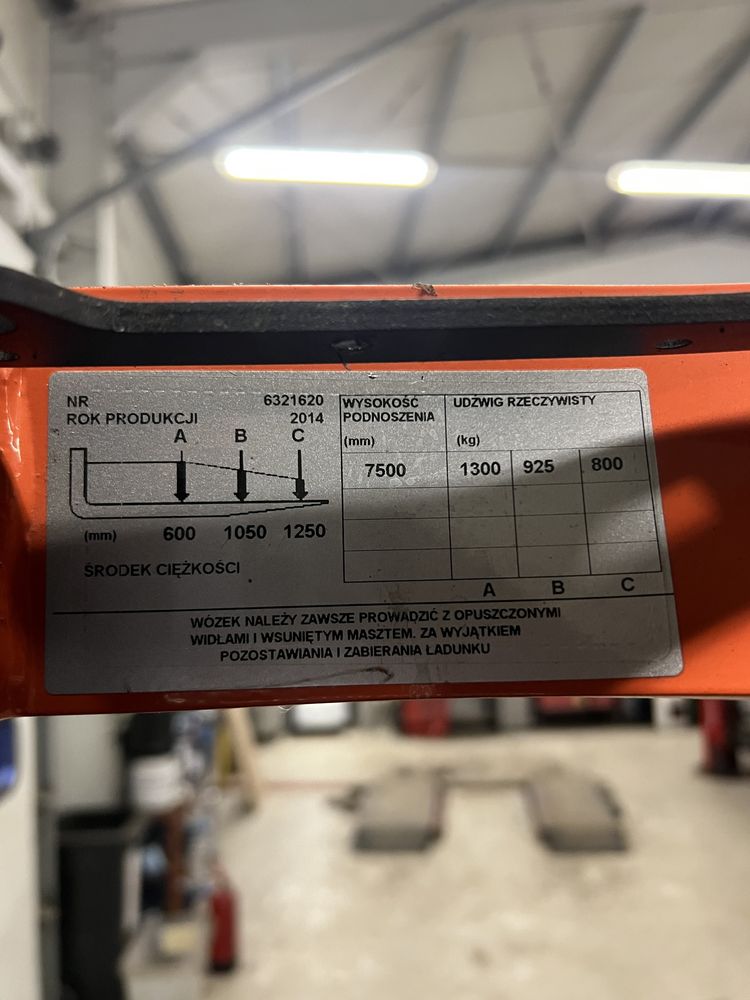 NR 6321620
ROK PRODUKCJI 2014
A B C
(mm) 600 1050 1250
ŚRODEK CIĘŻKOŚCI
WYSOKOŚĆ
PODNOSZENIA
(mm)
UDŹWIG RZECZYWISTY
(kg)
7500 1300 925 800
A B C
WÓZEK NALEŻY ZAWSZE PROWADZIĆ Z OPUSZCZONYMI
WIDŁAMI I WSUNIĘTYM MASZTEM. ZA WYJĄTKIEM
POZOSTAWIANIA I ZABIERANIA ŁADUNKU